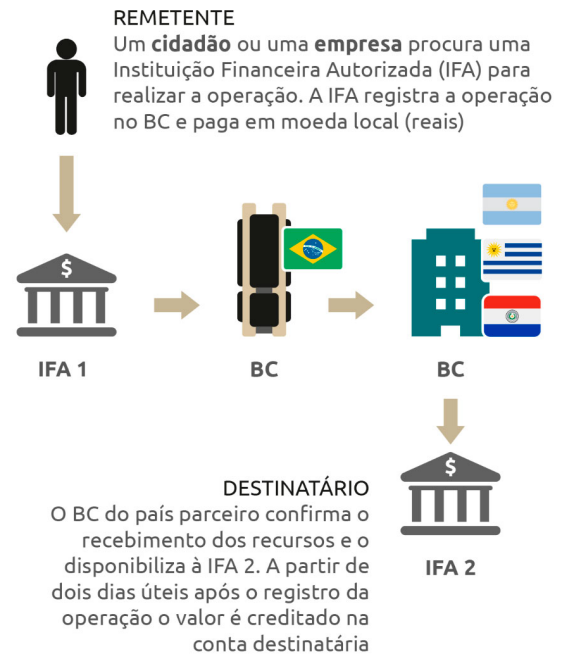 REMETENTE
Um cidadão ou uma empresa procura uma
Instituição Financeira Autorizada (IFA) para
realizar a operação. A IFA registra a operação
no BC e paga em moeda local (reais)
$
IFA 1
BC
BC
$
IFA 2
DESTINATÁRIO
O BC do país parceiro confirma o
recebimento dos recursos e o
disponibiliza à IFA 2. A partir de
dois dias úteis após o registro da
operação o valor é creditado na
conta destinatária